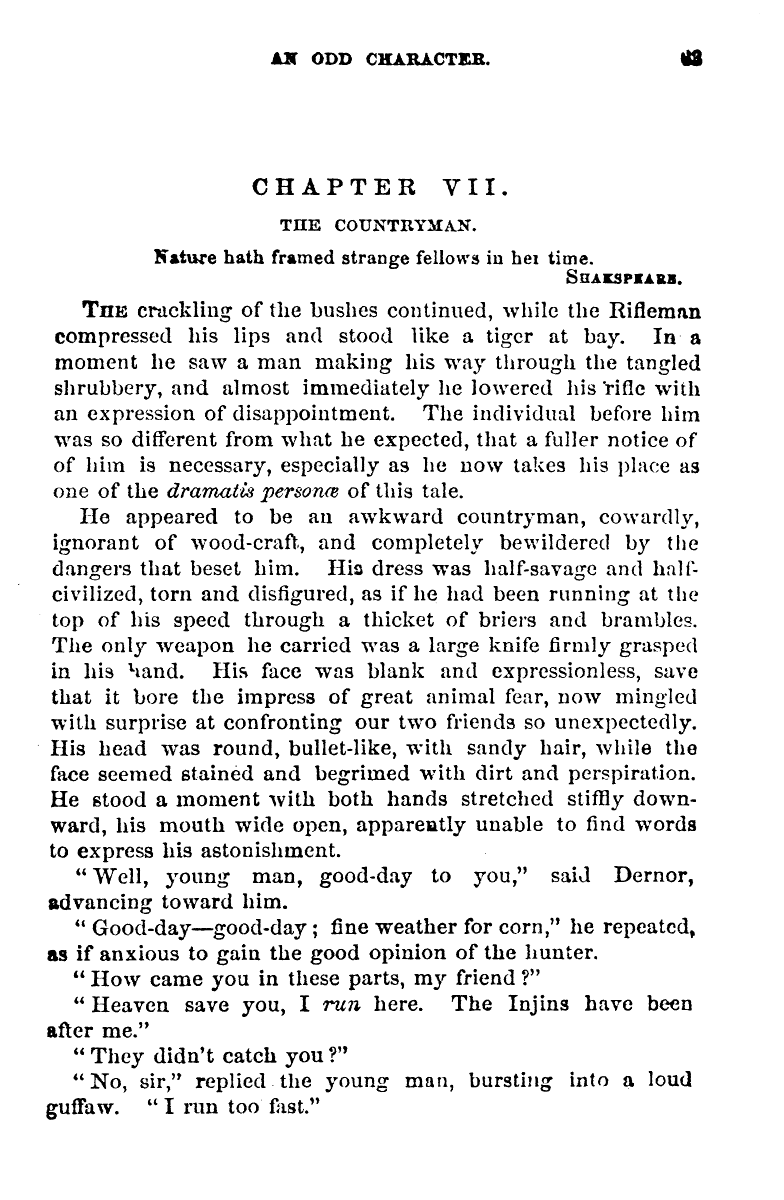 AN ODD CHARACTER.
CHAPTER VII.
THE COUNTRYMAN.
Nature hath framed strange fellows in her time.
SHAKSPEARE.
THE crackling of the bushes continued, while the Rifleman
compressed his lips and stood like a tiger at bay. In a
moment he saw a man making his way through the tangled
shrubbery, and almost immediately he lowered his rifle with
an expression of disappointment. The individual before him
was so different from what he expected, that a fuller notice of
of him is necessary, especially as he now takes his place as
one of the dramatis personæ of this tale.
He appeared to be an awkward countryman, cowardly,
ignorant of wood-craft, and completely bewildered by the
dangers that beset him. His dress was half-savage and half-
civilized, torn and disfigured, as if he had been running at the
top of his speed through a thicket of briers and brambles.
The only weapon he carried was a large knife firmly grasped
in his hand. His face was blank and expressionless, save
that it bore the impress of great animal fear, now mingled
with surprise at confronting our two friends so unexpectedly.
His head was round, bullet-like, with sandy hair, while the
face seemed stained and begrimed with dirt and perspiration.
He stood a moment with both hands stretched stiffly down-
ward, his mouth wide open, apparently unable to find words
to express his astonishment.
"Well, young man, good-day to you," said Dernor,
advancing toward him.
"Good-day—good-day; fine weather for corn," he repeated,
as if anxious to gain the good opinion of the hunter.
"How came you in these parts, my friend?"
"Heaven save you, I run here. The Injins have been
after me."
"They didn't catch you?"
"No, sir," replied the young man, bursting into a loud
guffaw. "I run too fast."